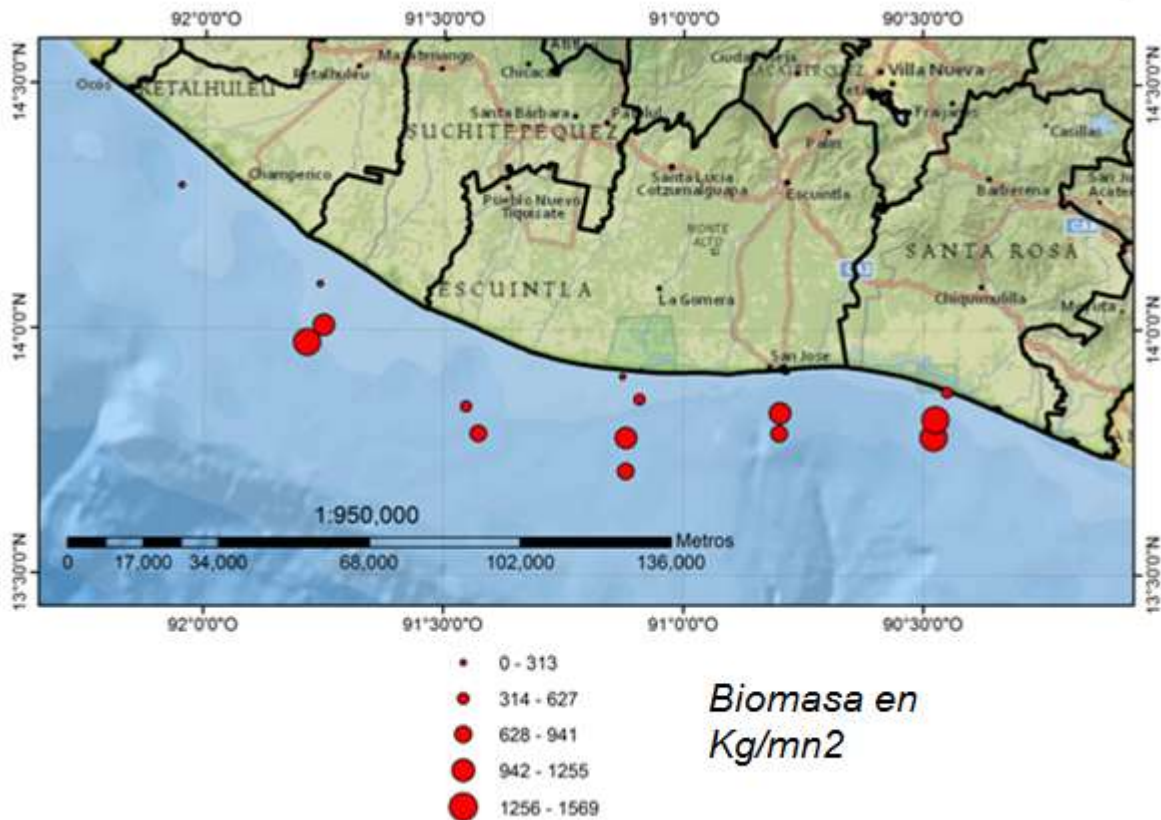 92°0'0"O 91°30'0"O 91°0'0"O 90°30'0"O
14°30'0"N
14°0'0"N
13°30'0"N
14°30'0"N
14°0'0"N
13°30'0"N
Ocós
RETALHULEU
Retalhuleu
Mazatenango
Chicaca
Villa Nueva
Fraijanes
Casillas
Santa Bárbara
Patulul
SUCHITEPEQUEZ
Palín
Champerico
Santa Lucia
Cotzumalguapa
Escuintla
Barberena
Pueblo Nuevo
Tiquisate
MONTE
ALTO
SANTA ROSA
CA1
ESCUINTLA
La Gomera
Chiquimulilla
San Jose
1:950,000
Metros
0 17,000 34,000 68,000 102,000 136,000
92°0'0"O 91°30'0"O 91°0'0"O 90°30'0"O
0 - 313
314 - 627
628 - 941
942 - 1255
1256 - 1569
Biomasa en
Kg/mn2